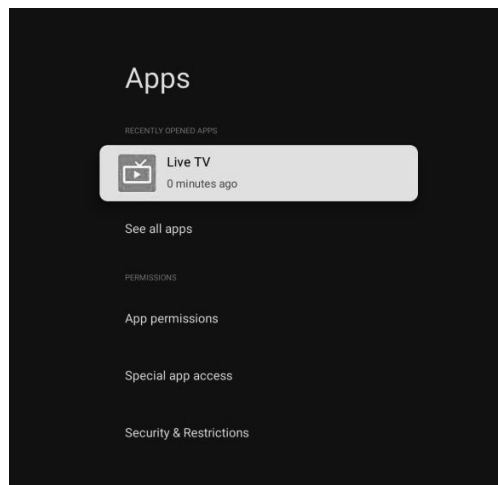 Apps
RECENTLY OPENED APPS
Live TV
0 minutes ago
See all apps
PERMISSIONS
App permissions
Special app access
Security & Restrictions